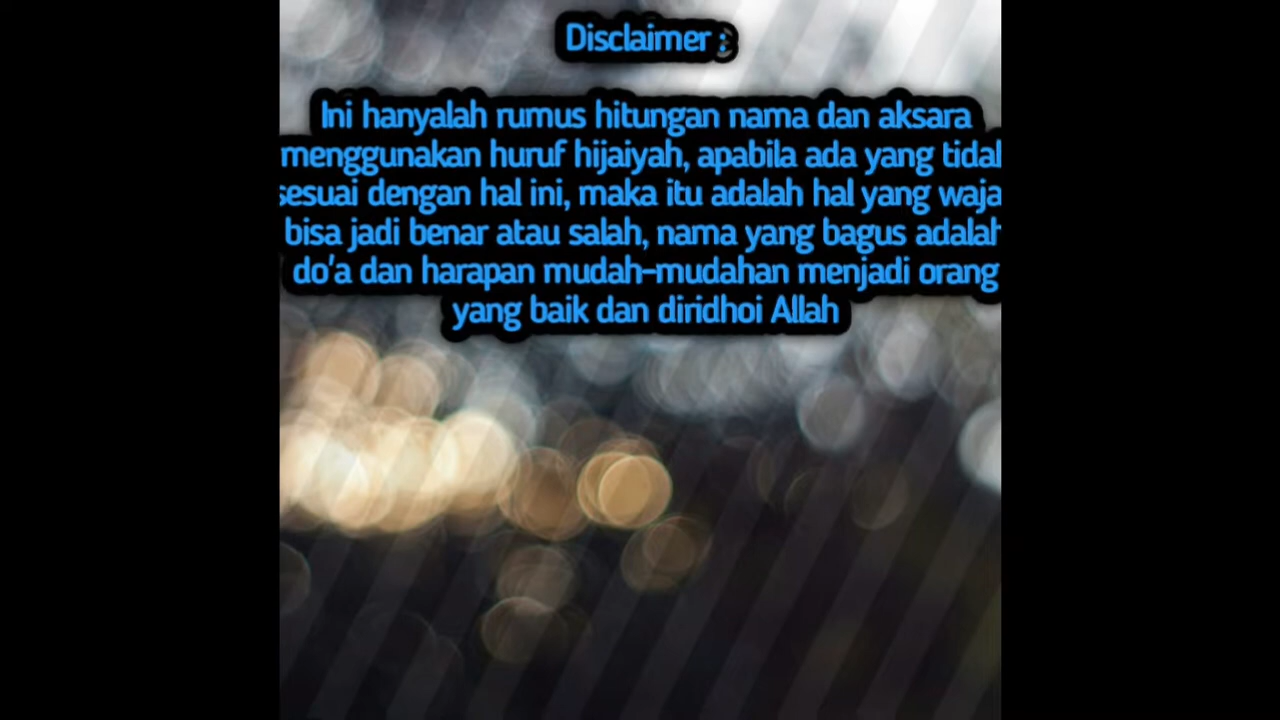 Disclaimer :
Ini hanyalah rumus hitungan nama dan aksara
menggunakan huruf hijaiyah, apabila ada yang tidak
sesuai dengan hal ini, maka itu adalah hal yang waja
bisa jadi benar atau salah, nama yang bagus adalah
do'a dan harapan mudah-mudahan menjadi orang
yang baik dan diridhoi Allah